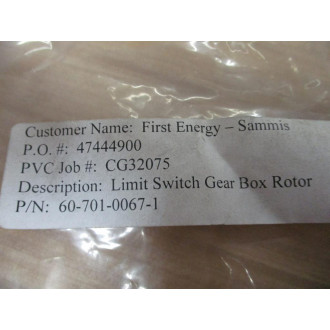 Customer Name: First Energy – Sammis
P.O. #: 47444900
PVC Job #: CG32075
Description: Limit Switch Gear Box Rotor
P/N: 60-701-0067-1